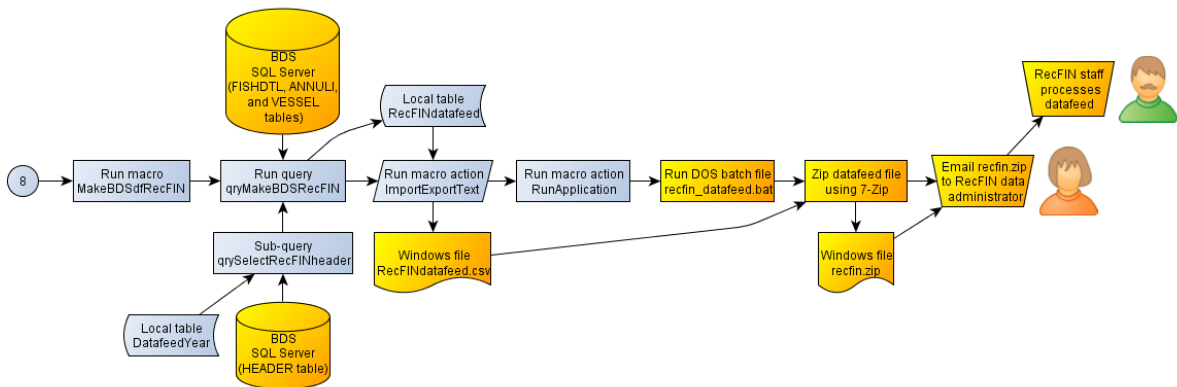 BDS
SQL Server
(FISHDTL, ANNULI,
and VESSEL
tables)
Local table
RecFINdatafeed
RecFIN staff
processes
datafeed
8
Run macro
MakeBDSdfRecFIN
Run query
qryMakeBDSRecFIN
Run macro action
ImportExportText
Run macro action
RunApplication
Run DOS batch file
recfin_datafeed.bat
Zip datafeed file
using 7-Zip
Email recfin.zip
to RecFIN data
administrator
Sub-query
qrySelectRecFINheader
Windows file
RecFINdatafeed.csv
Windows file
recfin.zip
Local table
DatafeedYear
BDS
SQL Server
(HEADER table)